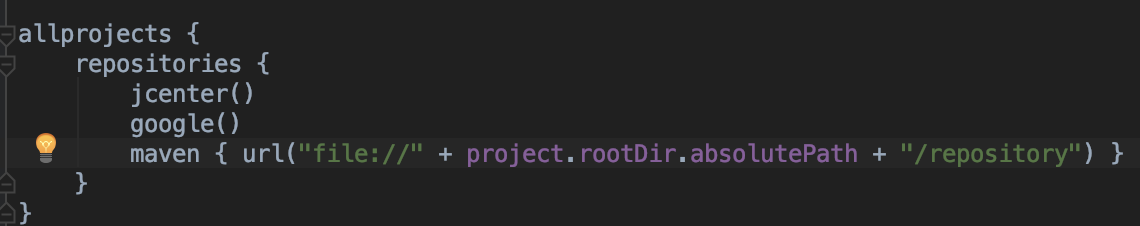 allprojects {
    repositories {
        jcenter()
        google()
        maven { url("file://" + project.rootDir.absolutePath + "/repository") }
    }
}